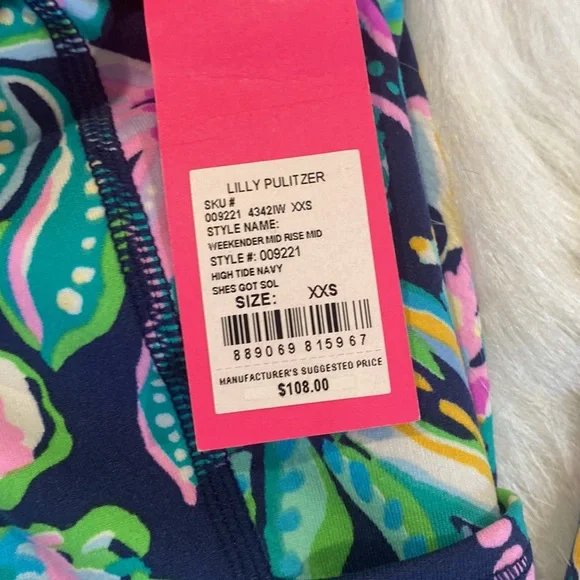 LILLY PULITZER
SKU #
009221 4342IW XXS
STYLE NAME:
WEEKENDER MID RISE MID
STYLE #: 009221
HIGH TIDE NAVY
SHES GOT SOL
SIZE: XXS
889069 815967
MANUFACTURER'S SUGGESTED PRICE
$108.00